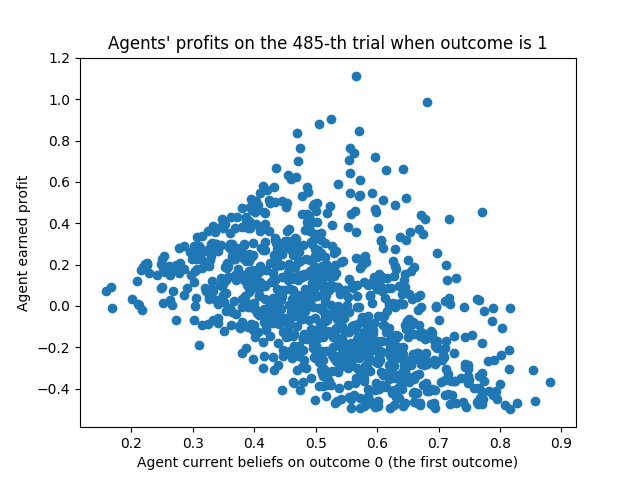 Agents' profits on the 485-th trial when outcome is 1
1.2
1.0
0.8
0.6
0.4
0.2
0.0
−0.2
−0.4
Agent earned profit
0.2 0.3 0.4 0.5 0.6 0.7 0.8 0.9
Agent current beliefs on outcome 0 (the first outcome)